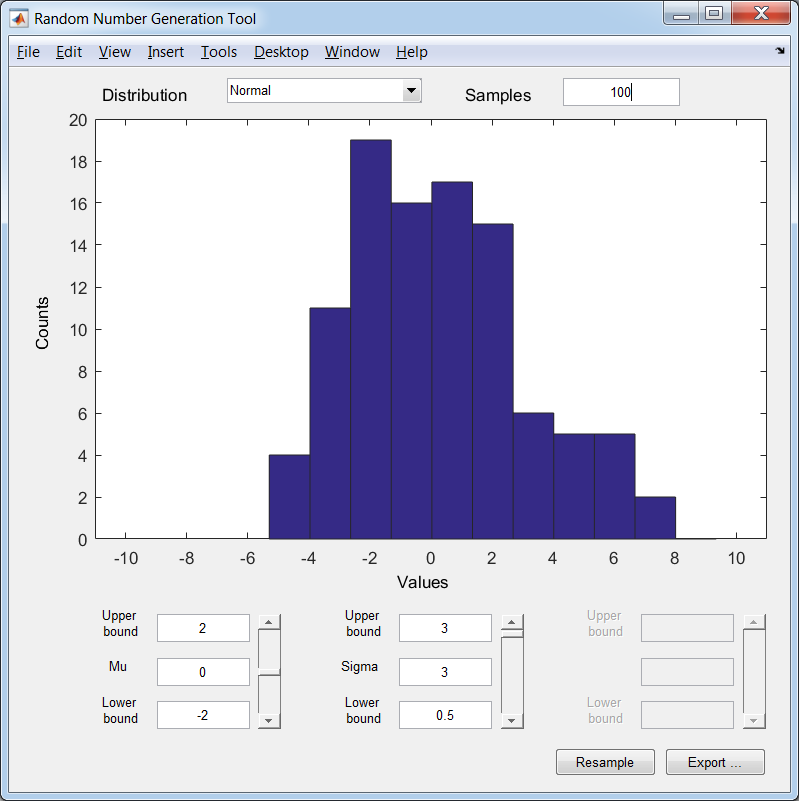 Random Number Generation Tool
File Edit View Insert Tools Desktop Window Help
Distribution Normal Samples 100
20
18
16
14
12
10
8
6
4
2
0
Counts
-10 -8 -6 -4 -2 0 2 4 6 8 10
Values
Upper bound 2
Mu 0
Lower bound -2
Upper bound 3
Sigma 3
Lower bound 0.5
Upper bound
Lower bound
Resample Export ...